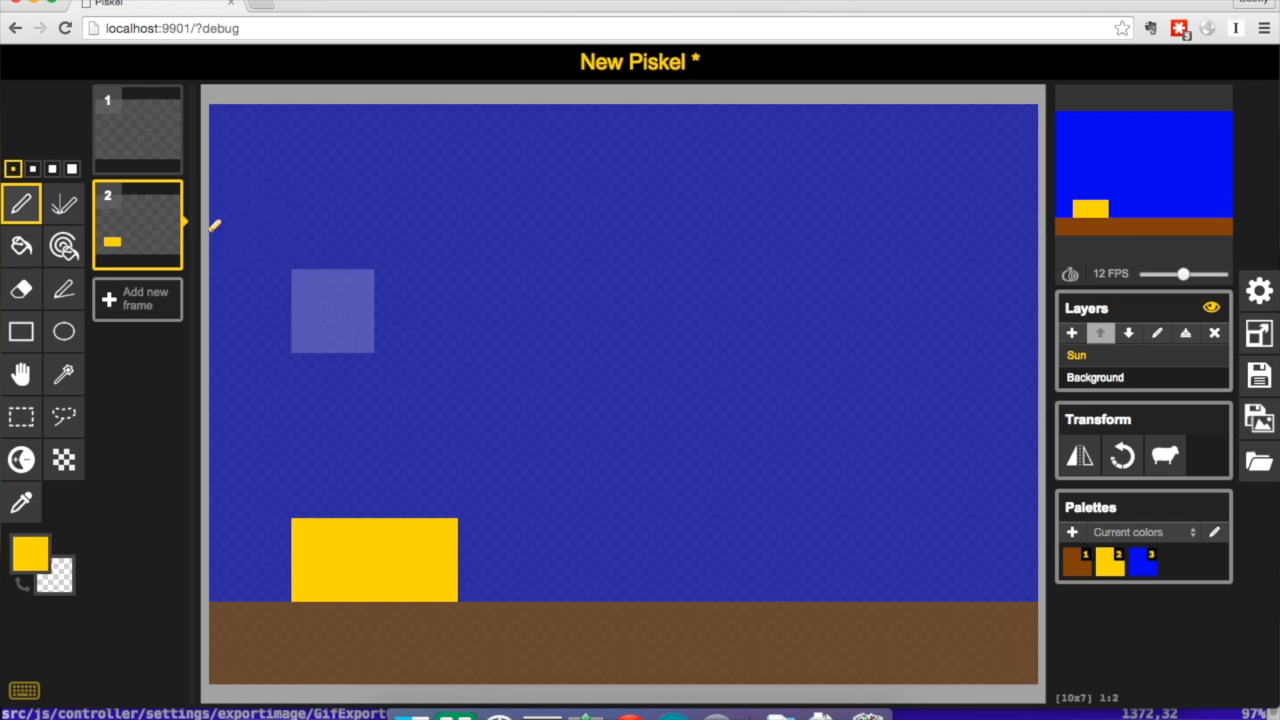 Piskel
localhost:9901/?debug
New Piskel *
1
2
Add new
frame
12 FPS
Layers
Sun
Background
Transform
Palettes
Current colors
1 2 3
[10x7] 1:2
src/js/controller/settings/exportimage/GifExport
1372,32 97%